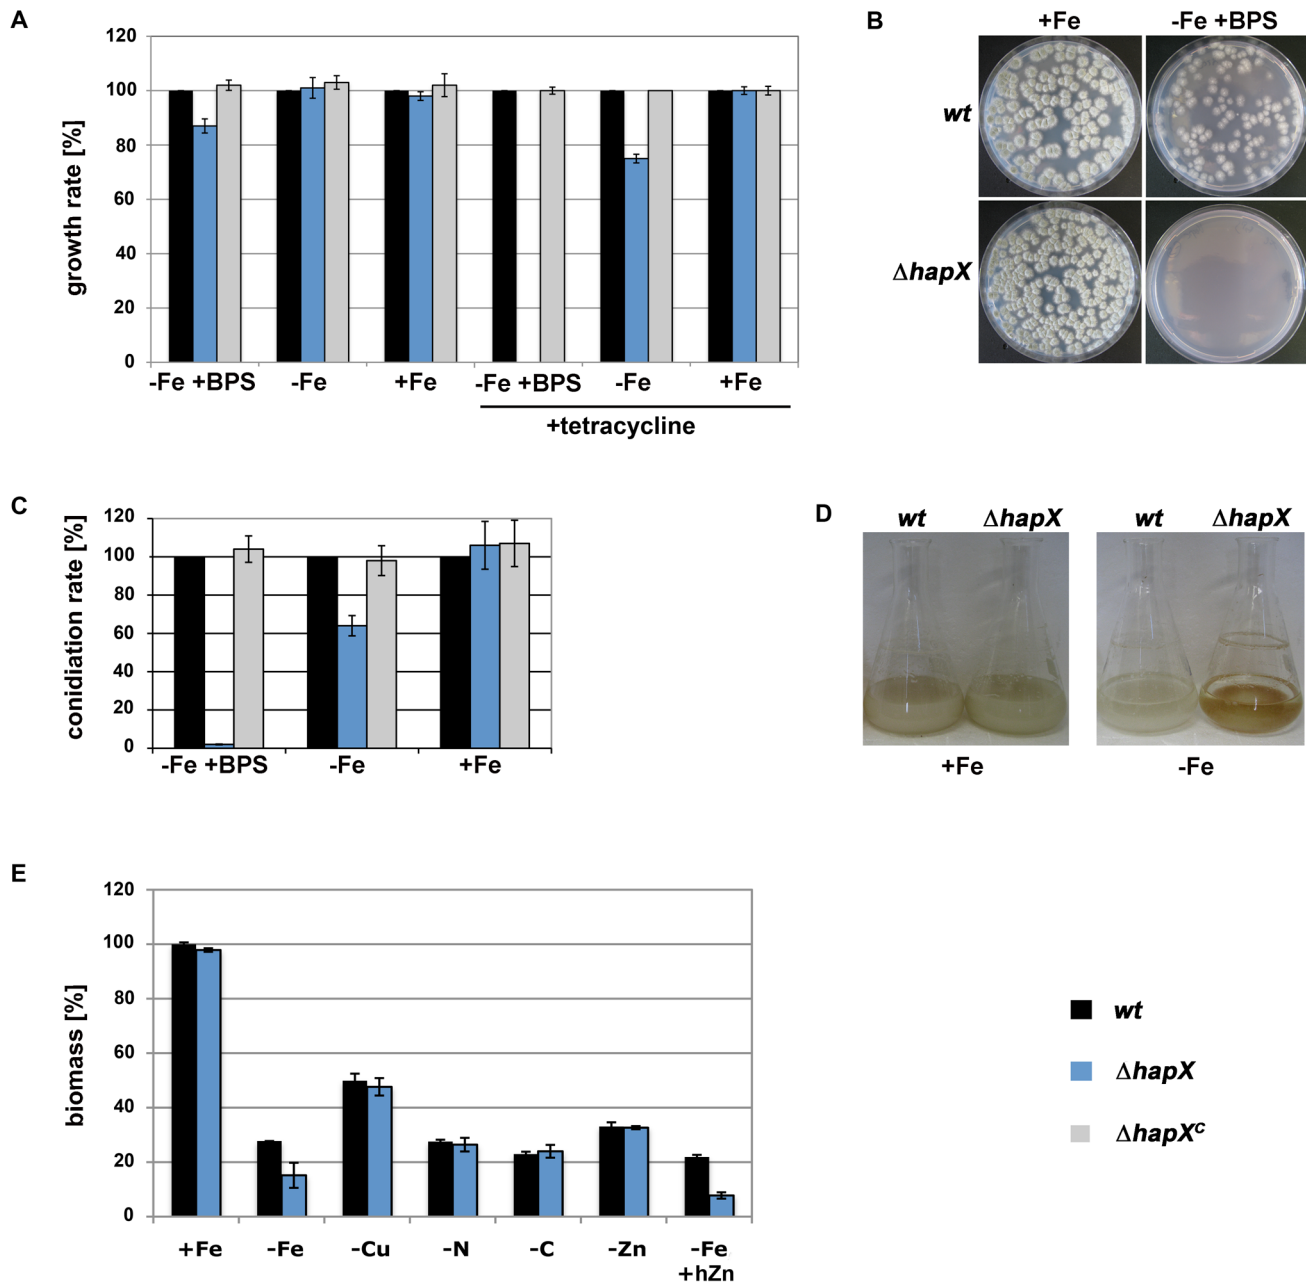 A
growth rate [%]
120
100
80
60
40
20
0
-Fe +BPS
-Fe
+Fe
-Fe +BPS
-Fe
+Fe
+tetracycline
B
+Fe
-Fe +BPS
wt
ΔhapX
C
conidiation rate [%]
120
100
80
60
40
20
0
-Fe +BPS
-Fe
+Fe
D
wt
ΔhapX
wt
ΔhapX
+Fe
-Fe
E
biomass [%]
120
100
80
60
40
20
0
+Fe
-Fe
-Cu
-N
-C
-Zn
-Fe
+hZn
wt
ΔhapX
ΔhapXᶜ